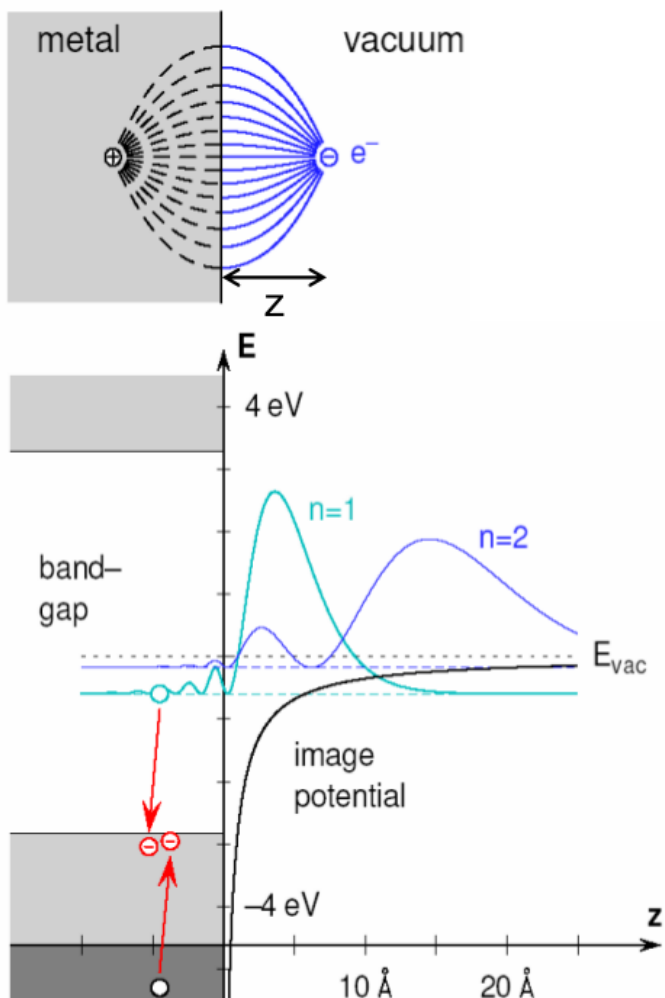 metal vacuum
+ − e⁻
z
E
4 eV
n=1
n=2
band–
gap
E_vac
image
potential
− −
–4 eV
z
10 Å 20 Å